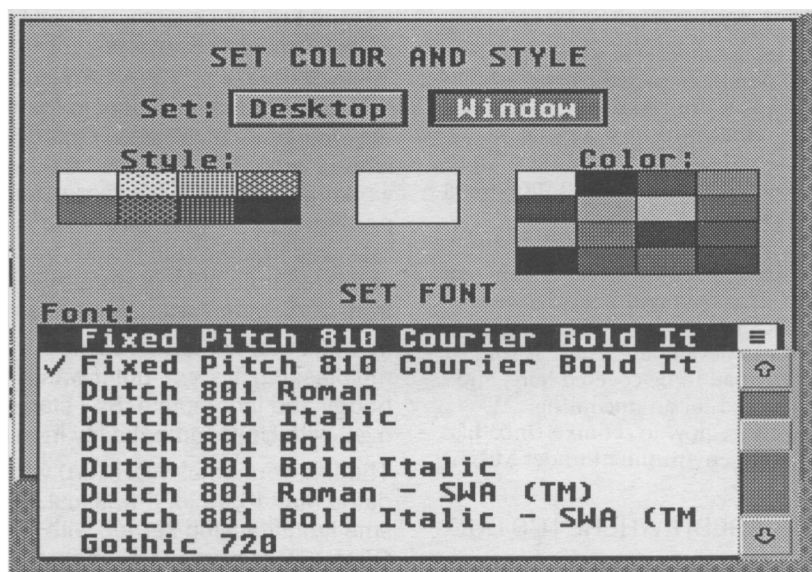 SET COLOR AND STYLE
Set: Desktop Window
Style: Color:
SET FONT
Font:
Fixed Pitch 810 Courier Bold It
✓ Fixed Pitch 810 Courier Bold It
Dutch 801 Roman
Dutch 801 Italic
Dutch 801 Bold
Dutch 801 Bold Italic
Dutch 801 Roman - SWA (TM)
Dutch 801 Bold Italic - SWA (TM
Gothic 720